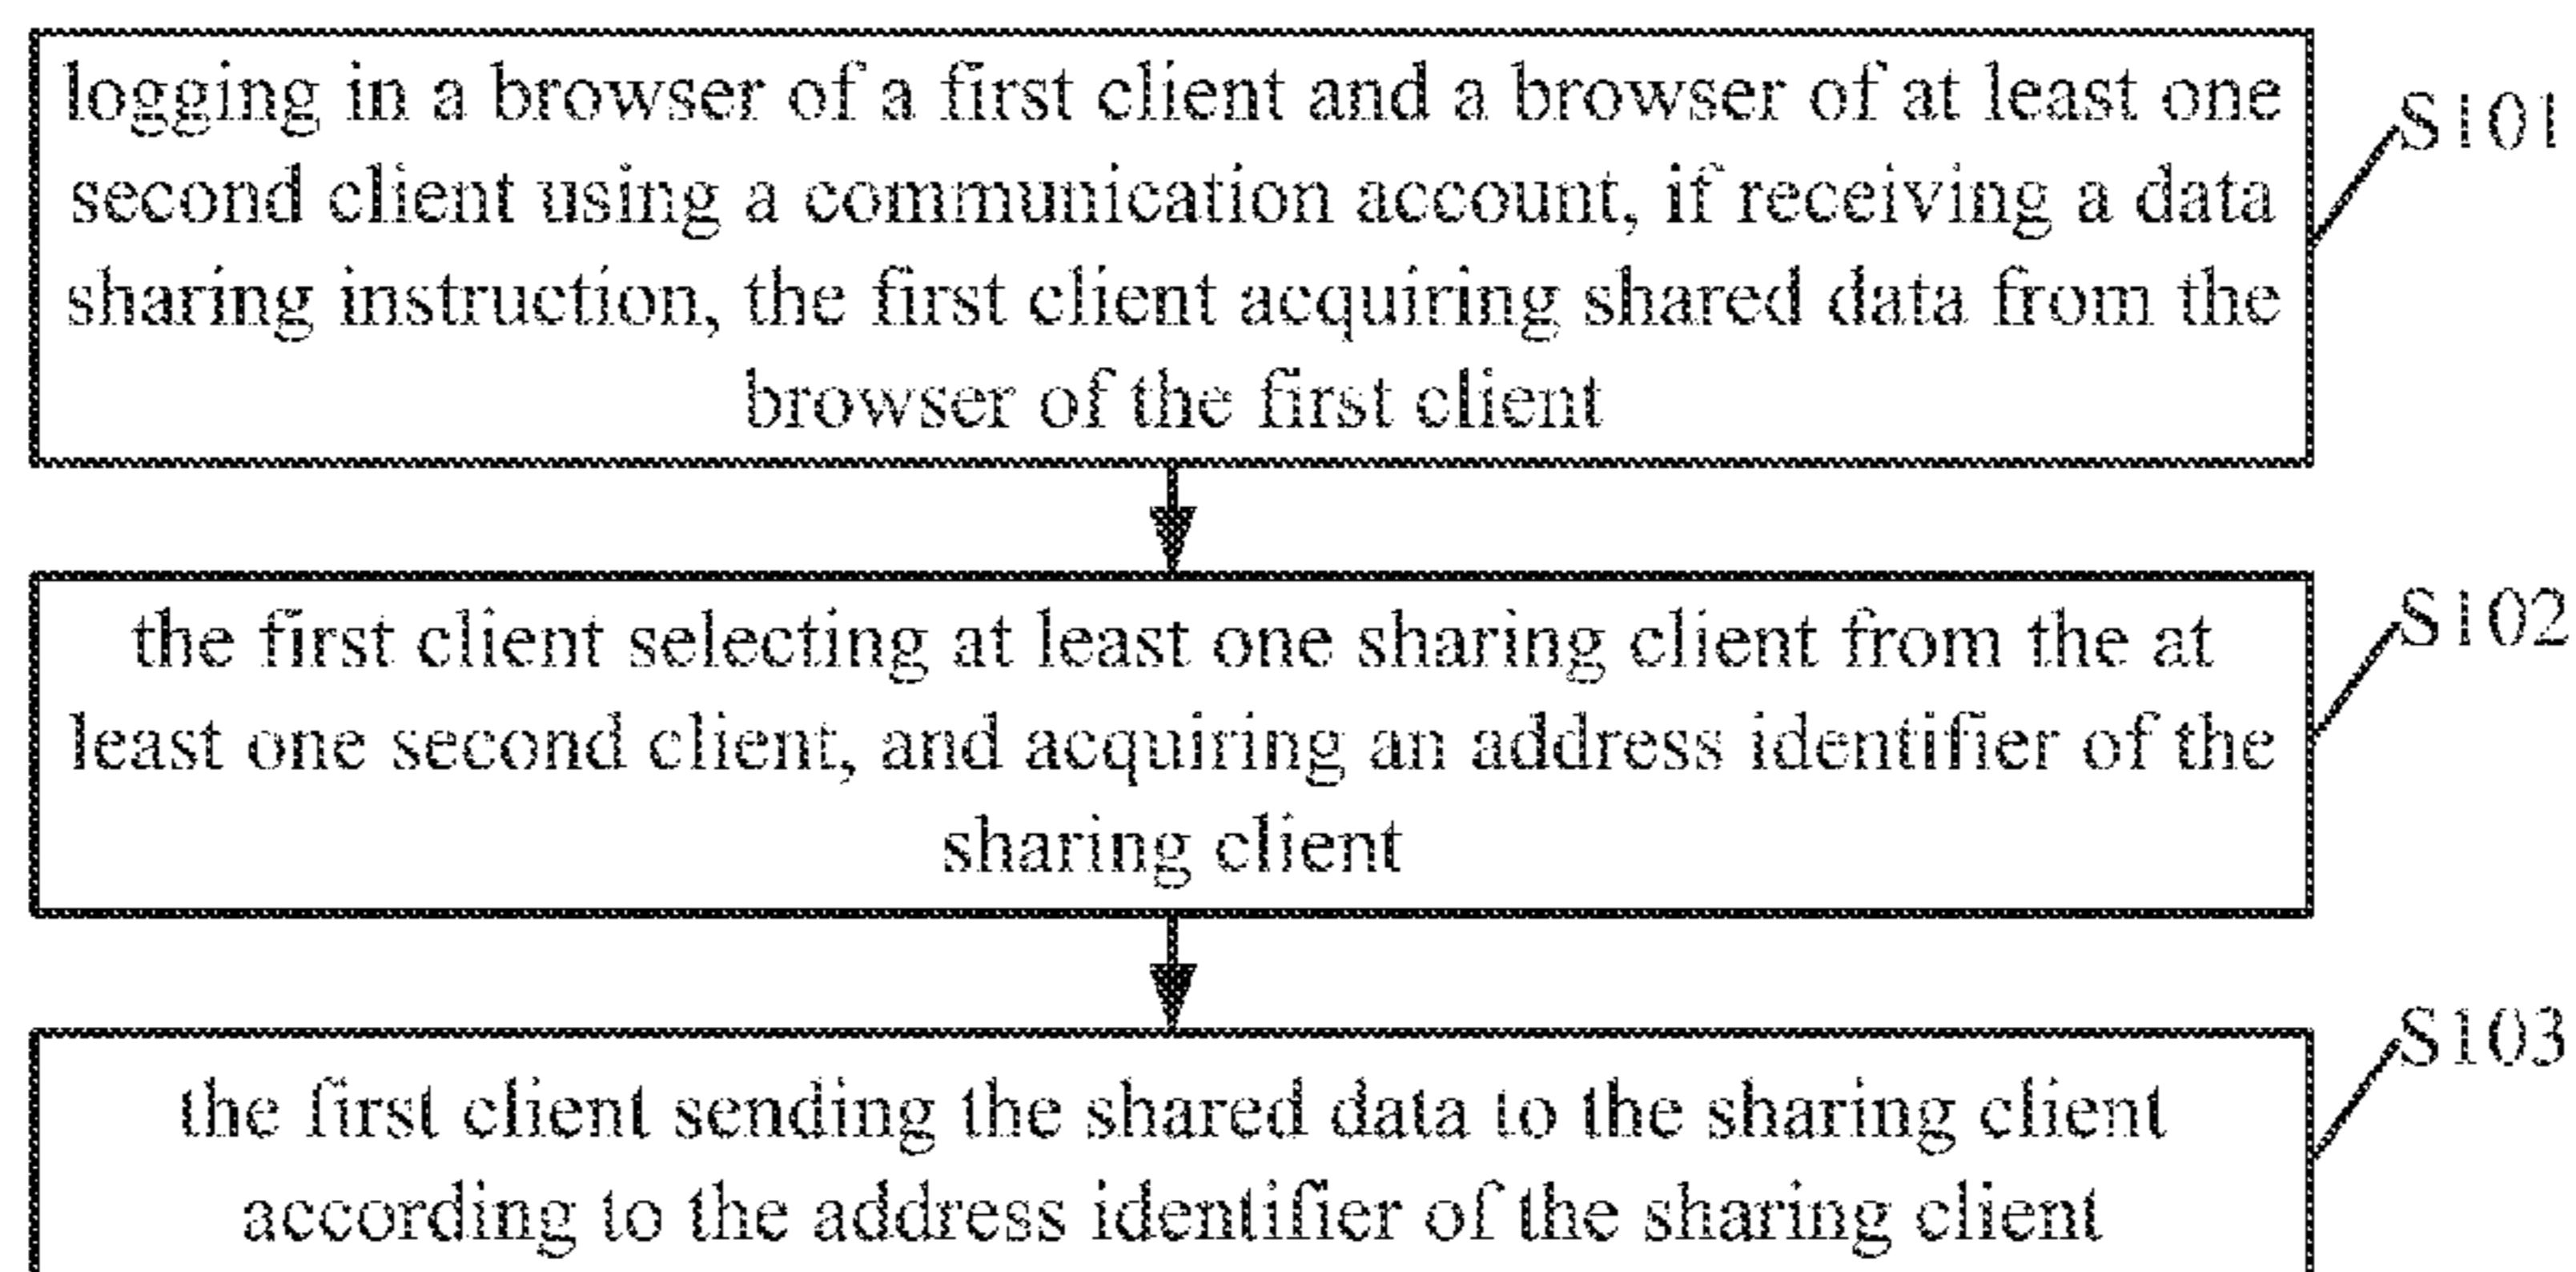 logging in a browser of a first client and a browser of at least one
second client using a communication account, if receiving a data
sharing instruction, the first client acquiring shared data from the
browser of the first client
S101
the first client selecting at least one sharing client from the at
least one second client, and acquiring an address identifier of the
sharing client
S102
the first client sending the shared data to the sharing client
according to the address identifier of the sharing client
S103